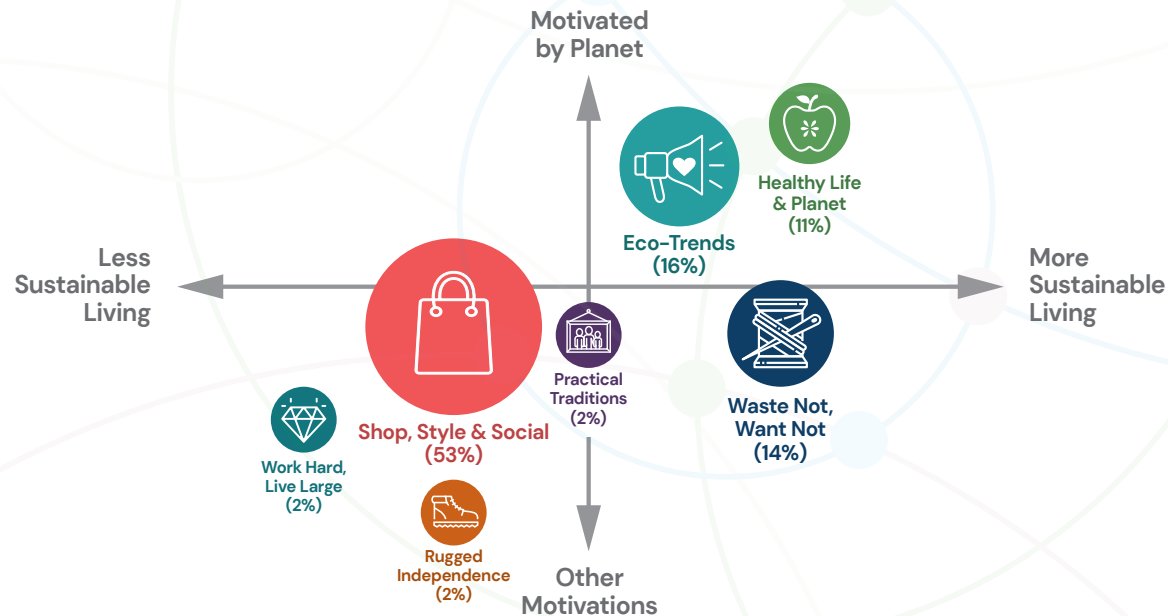 Motivated
by Planet
Healthy Life
& Planet
(11%)
Eco-Trends
(16%)
Less
Sustainable
Living
More
Sustainable
Living
Practical
Traditions
(2%)
Waste Not,
Want Not
(14%)
Shop, Style & Social
(53%)
Work Hard,
Live Large
(2%)
Rugged
Independence
(2%)
Other
Motivations